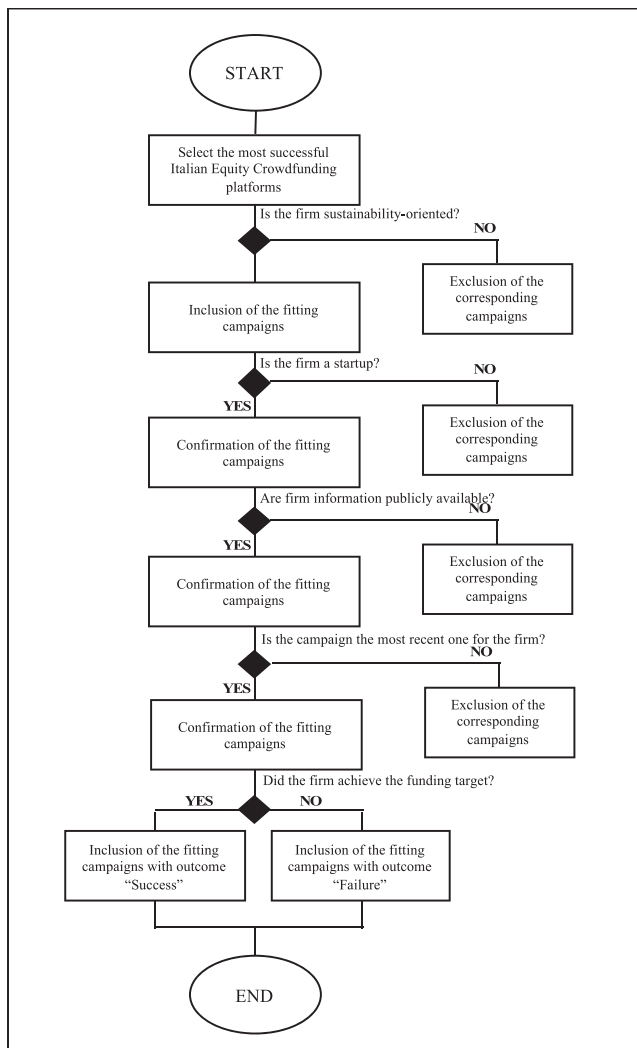 START
Select the most successful
Italian Equity Crowdfunding
platforms
Is the firm sustainability-oriented?
NO
Exclusion of the
corresponding
campaigns
Inclusion of the fitting
campaigns
Is the firm a startup?
NO
YES
Exclusion of the
corresponding
campaigns
Confirmation of the fitting
campaigns
Are firm information publicly available?
NO
YES
Exclusion of the
corresponding
campaigns
Confirmation of the fitting
campaigns
Is the campaign the most recent one for the firm?
NO
YES
Exclusion of the
corresponding
campaigns
Confirmation of the fitting
campaigns
Did the firm achieve the funding target?
YES
NO
Inclusion of the fitting
campaigns with outcome
“Success”
Inclusion of the fitting
campaigns with outcome
“Failure”
END